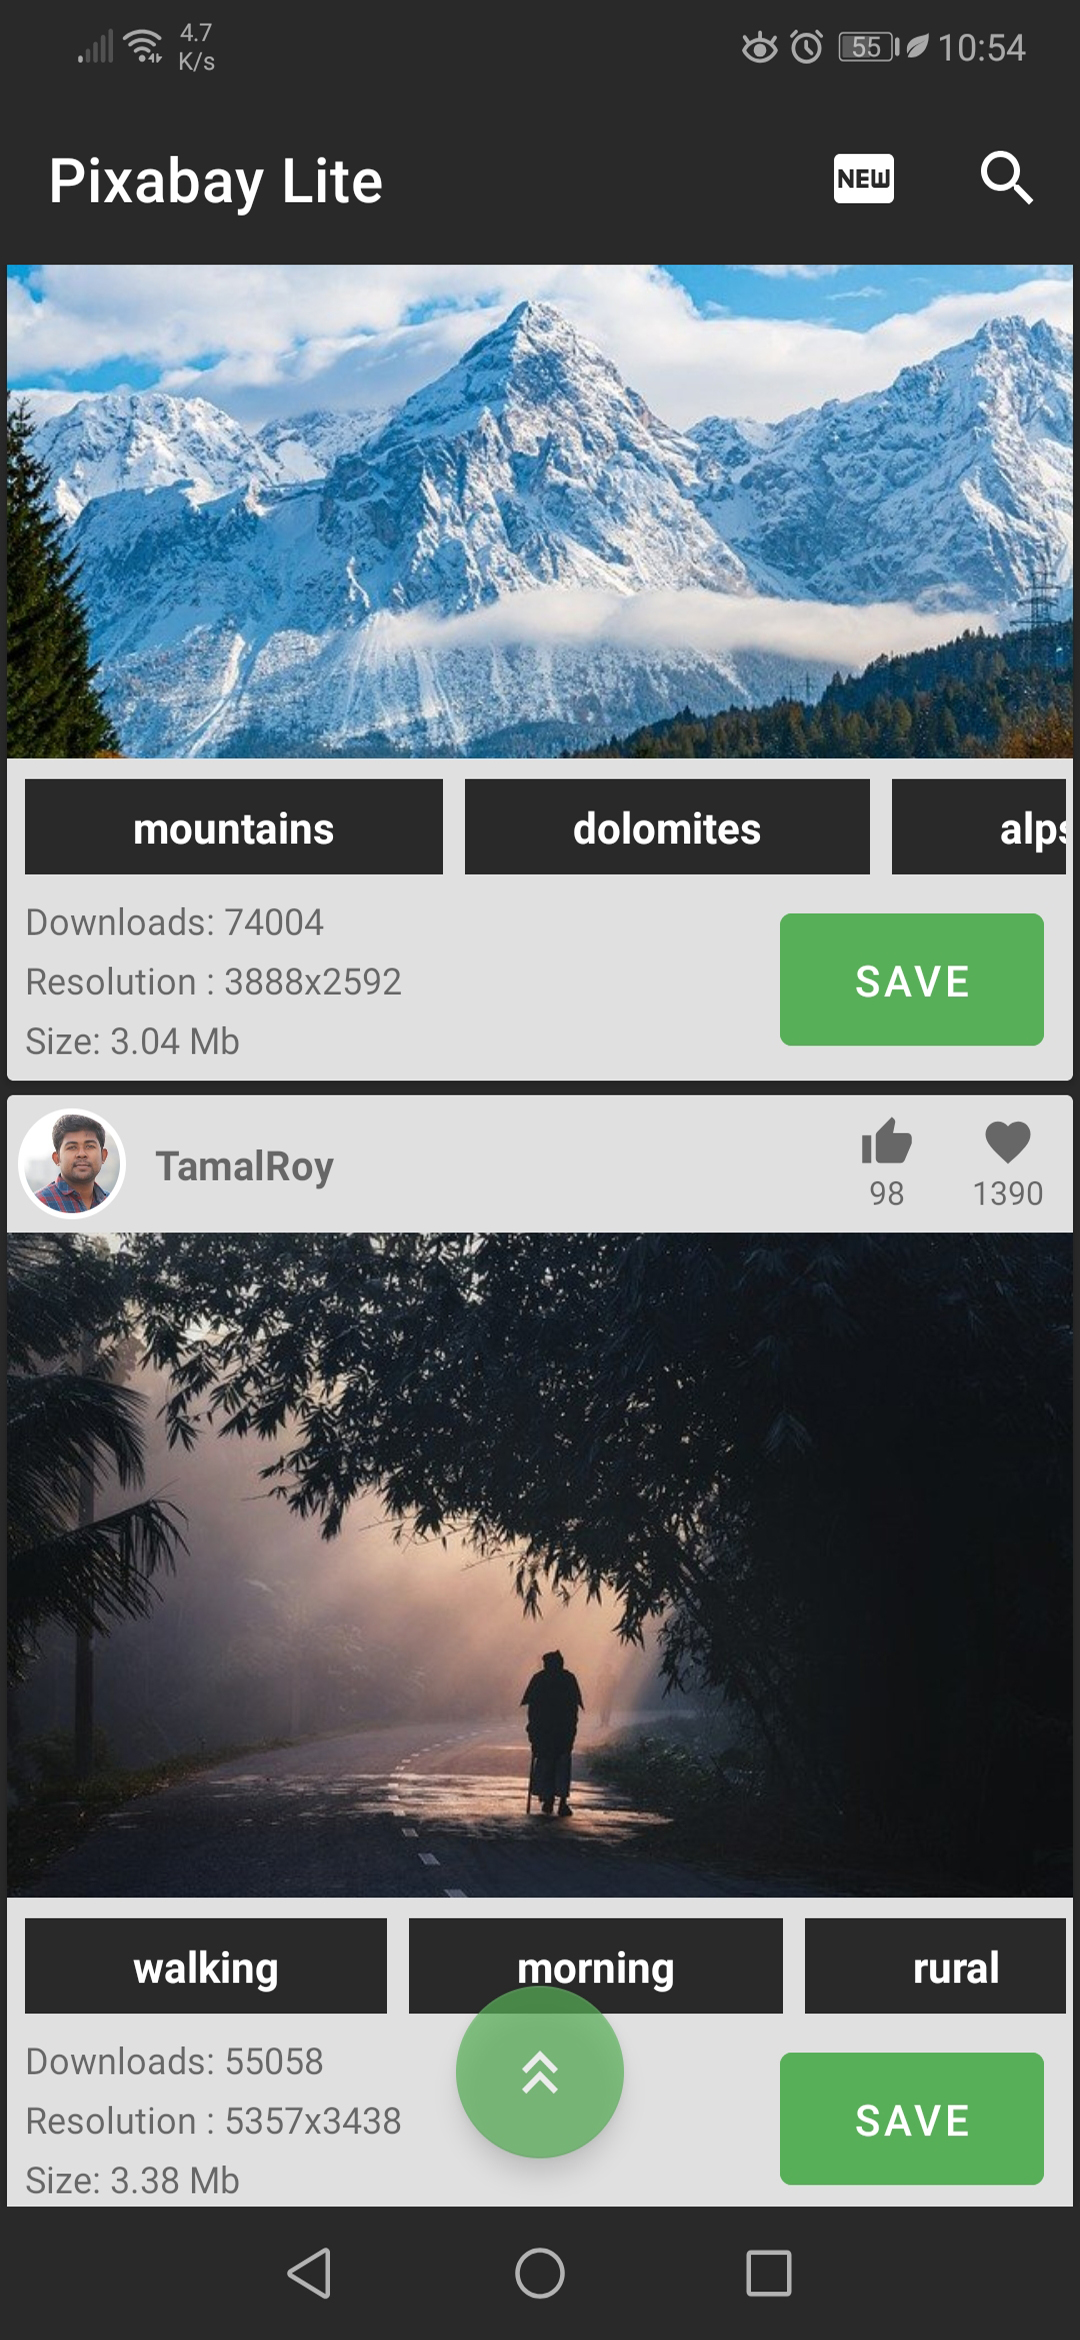 4.7
K/s
55
10:54
Pixabay Lite
NEW
mountains
dolomites
alps
Downloads: 74004
Resolution : 3888x2592
Size: 3.04 Mb
SAVE
TamalRoy
98
1390
walking
morning
rural
Downloads: 55058
Resolution : 5357x3438
Size: 3.38 Mb
SAVE